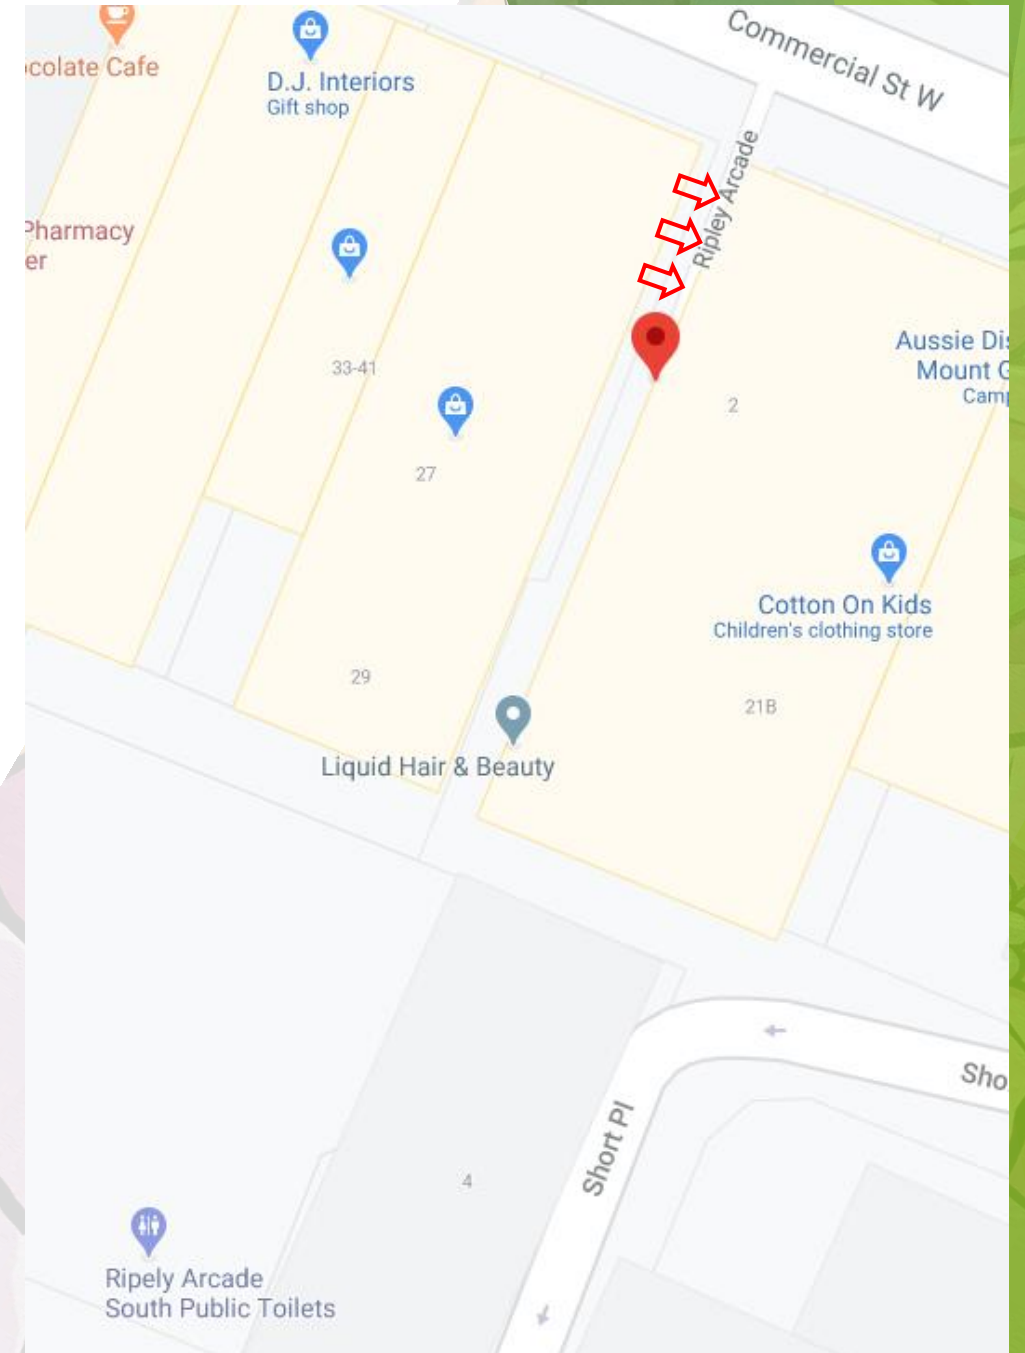 Commercial St W
colate Cafe
D.J. Interiors
Gift shop
Ripley Arcade
Pharmacy
er
33-41
Aussie Dis
Mount G
Camp
2
27
Cotton On Kids
Children's clothing store
29
21B
Liquid Hair & Beauty
Sho
Short Pl
4
Ripely Arcade
South Public Toilets